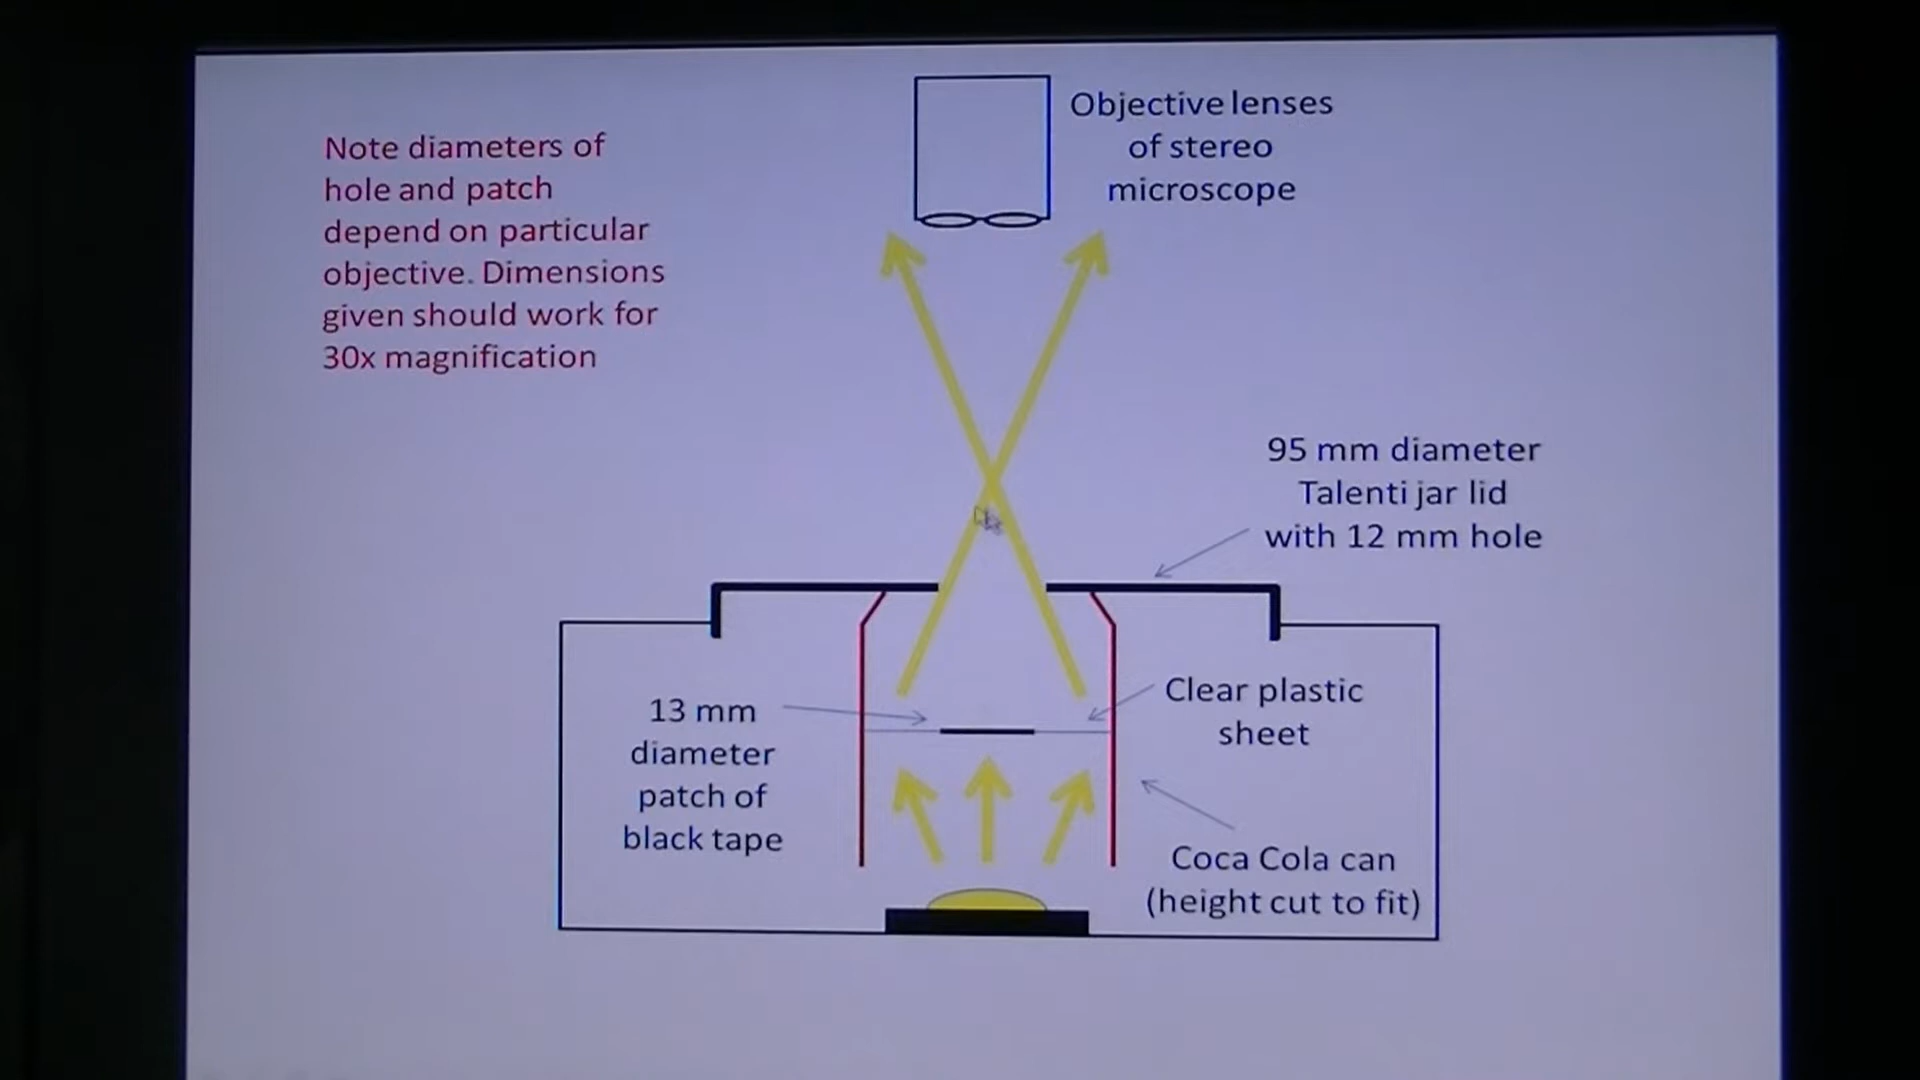 Note diameters of
hole and patch
depend on particular
objective. Dimensions
given should work for
30x magnification
Objective lenses
of stereo
microscope
95 mm diameter
Talenti jar lid
with 12 mm hole
13 mm
diameter
patch of
black tape
Clear plastic
sheet
Coca Cola can
(height cut to fit)